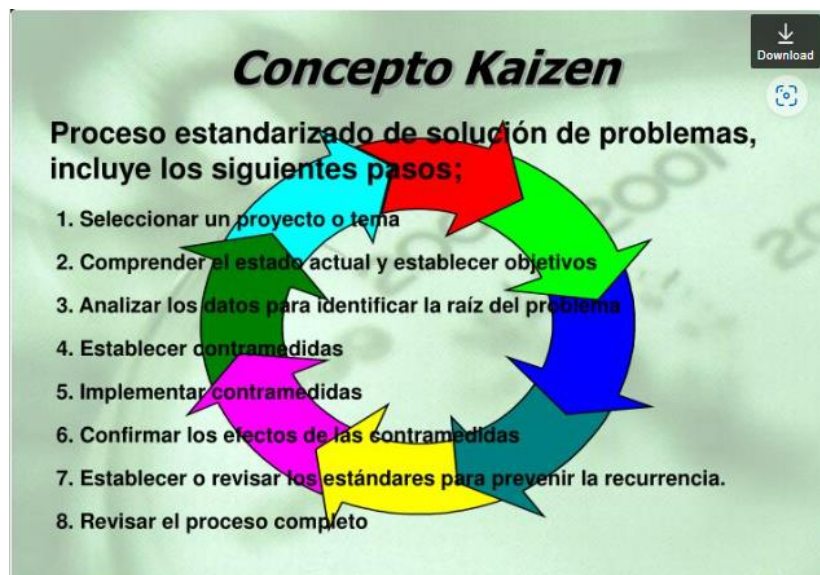 Download
Concepto Kaizen
Proceso estandarizado de solución de problemas,
incluye los siguientes pasos;
1. Seleccionar un proyecto o tema
2. Comprender el estado actual y establecer objetivos
3. Analizar los datos para identificar la raíz del problema
4. Establecer contramedidas
5. Implementar contramedidas
6. Confirmar los efectos de las contramedidas
7. Establecer o revisar los estándares para prevenir la recurrencia.
8. Revisar el proceso completo
2001